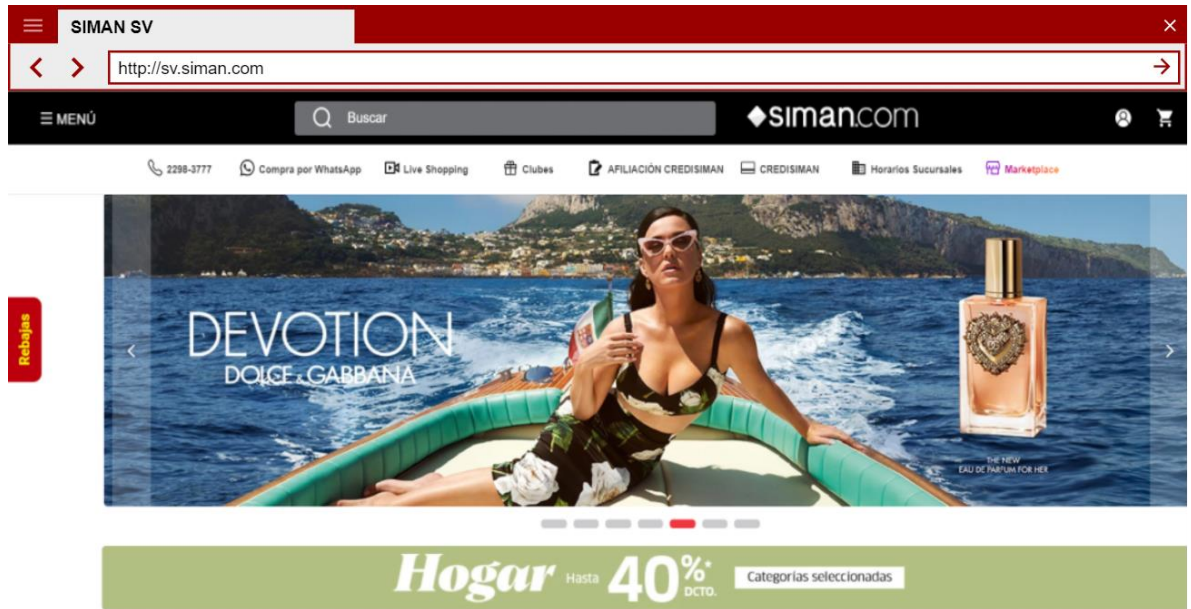 SIMAN SV
http://sv.siman.com
MENÚ
Buscar
siman.com
2298-3777
Compra por WhatsApp
Live Shopping
Clubes
AFILIACIÓN CREDISIMAN
CREDISIMAN
Horarios Sucursales
Marketplace
Rebajas
DEVOTION
DOLCE & GABBANA
THE NEW
EAU DE PARFUM FOR HER
Hogar Hasta 40%* DCTO. Categorías seleccionadas